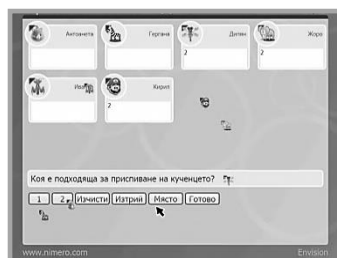 Антоанета
Гергана
Дилян
Жоро
2
2
Кирил
2
Коя е подходяща за приспиване на кученцето?
1
2
Изчисти
Изтрий
Място
Готово
www.nimero.com
Envision